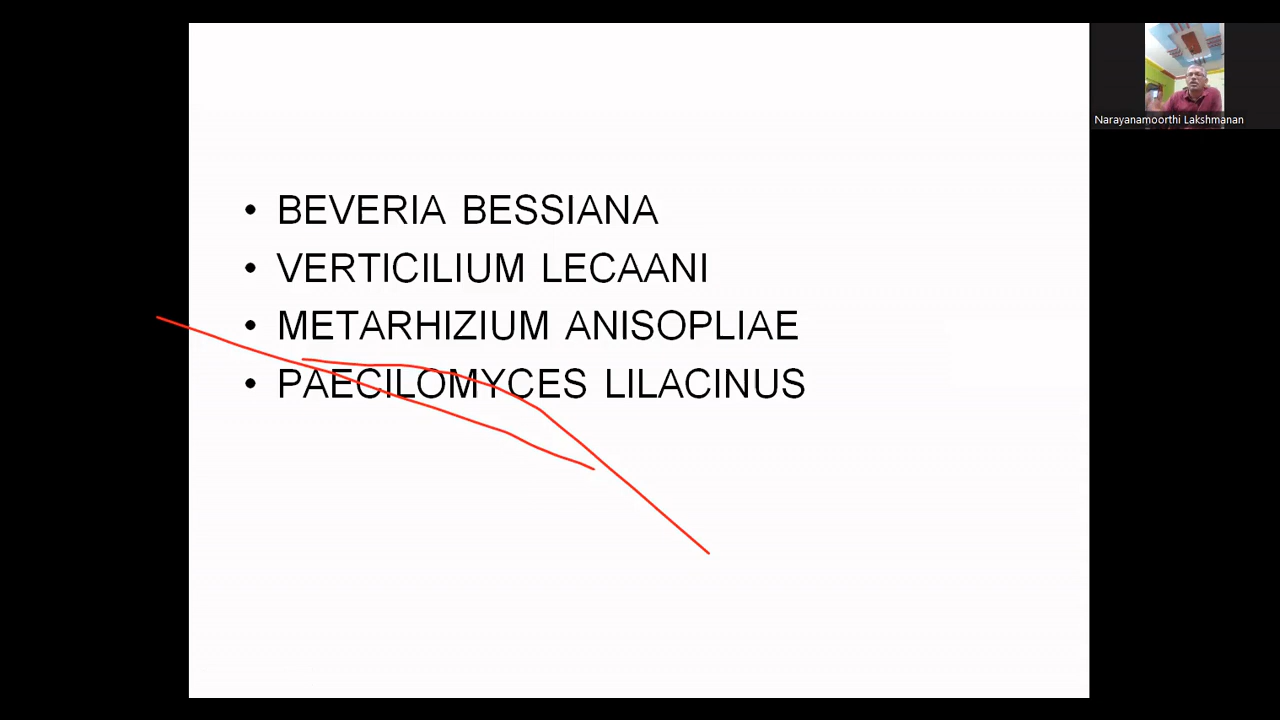 Narayanamoorthi Lakshmanan
• BEVERIA BESSIANA
• VERTICILIUM LECAANI
• METARHIZIUM ANISOPLIAE
• PAECILOMYCES LILACINUS